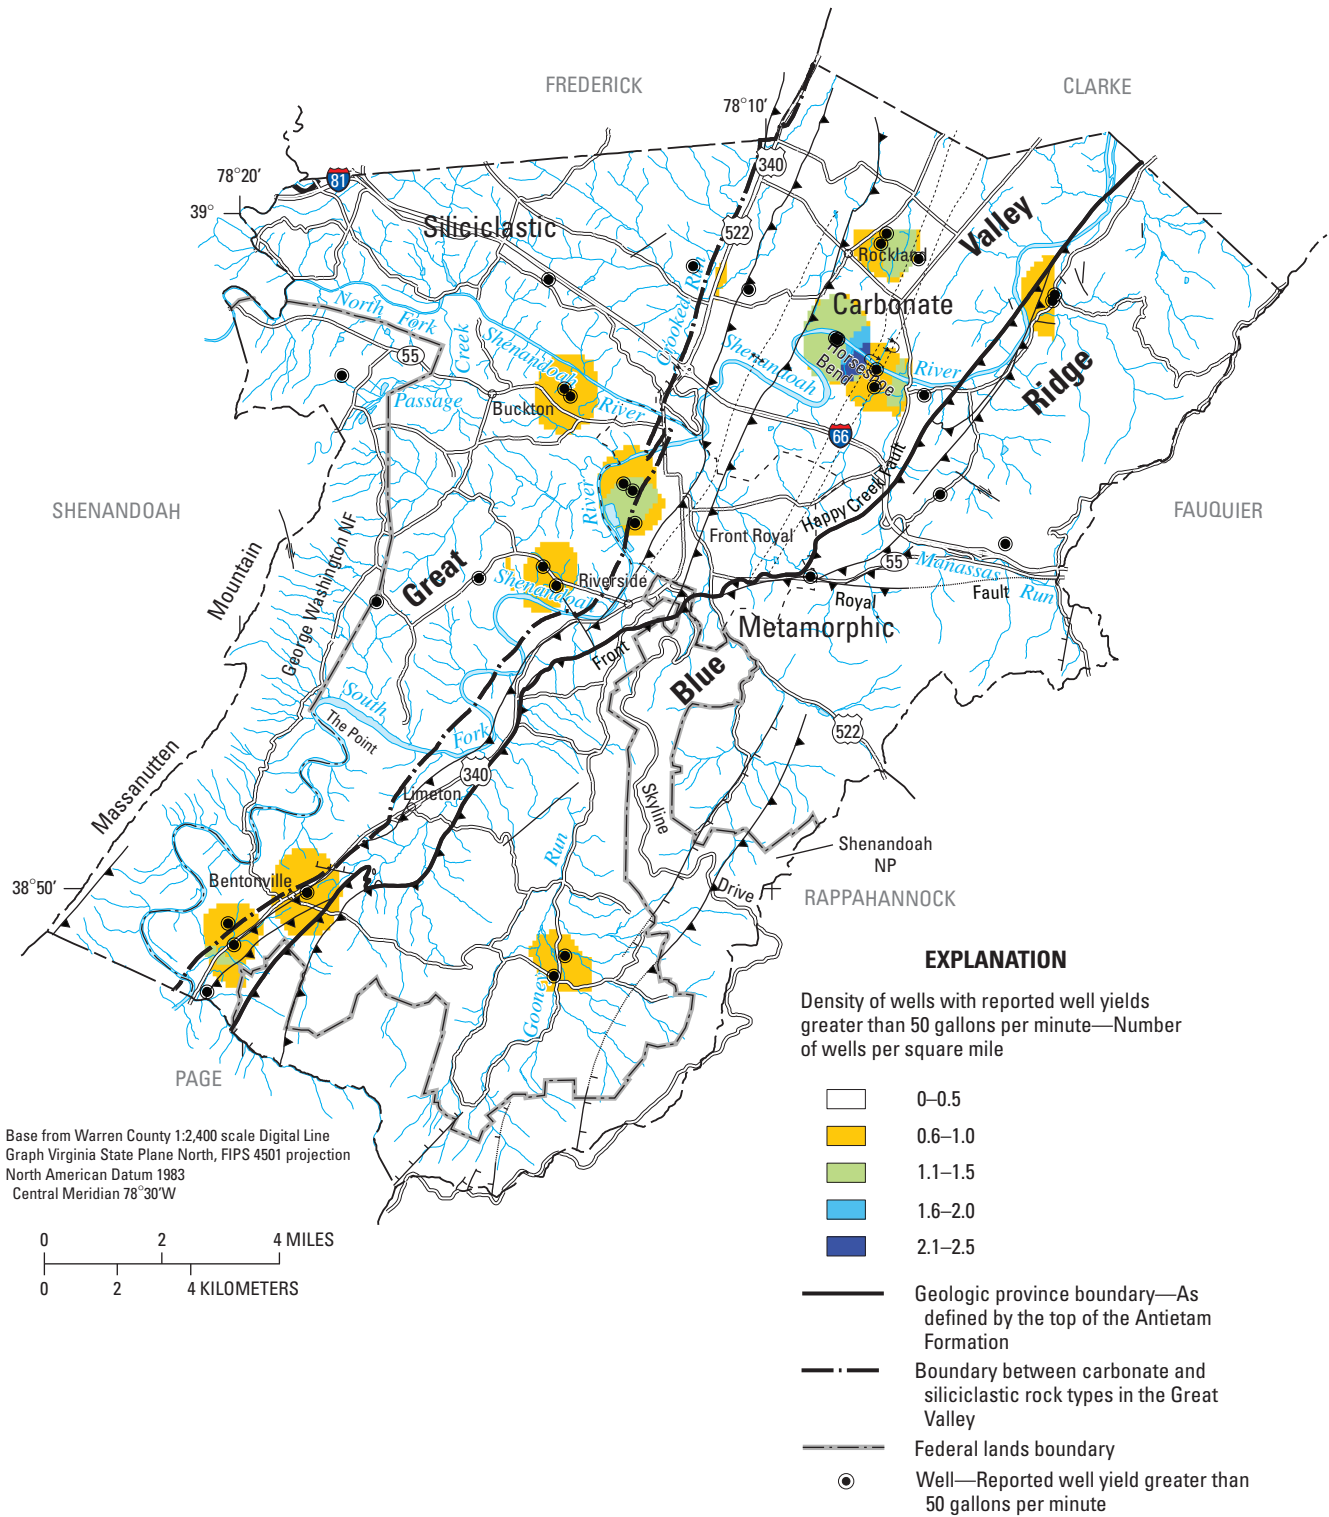 FREDERICK
CLARKE
78°10′
340
81
78°20′
39°
Siliciclastic
522
Valley
Rockland
Crooked Run
Carbonate
North Fork
Shenandoah
River
55
Creek
Passage
Shenandoah
Horseshoe
Bend
River
Ridge
Buckton
66
SHENANDOAH
River
Happy Creek Fault
FAUQUIER
Front Royal
George Washington NF
Mountain
Great
Shenandoah
Riverside
55
Manassas
Run
Royal
Fault
Metamorphic
Front
Blue
South
Fork
The Point
522
Massanutten
340
Limeton
Skyline
Drive
Shenandoah
NP
Run
38°50′
Bentonville
RAPPAHANNOCK
Gooney
PAGE
EXPLANATION
Density of wells with reported well yields
greater than 50 gallons per minute—Number
of wells per square mile
0–0.5
0.6–1.0
1.1–1.5
1.6–2.0
2.1–2.5
Geologic province boundary—As
defined by the top of the Antietam
Formation
Boundary between carbonate and
siliciclastic rock types in the Great
Valley
Federal lands boundary
Well—Reported well yield greater than
50 gallons per minute
Base from Warren County 1:2,400 scale Digital Line
Graph Virginia State Plane North, FIPS 4501 projection
North American Datum 1983
Central Meridian 78°30′W
0 2 4 MILES
0 2 4 KILOMETERS